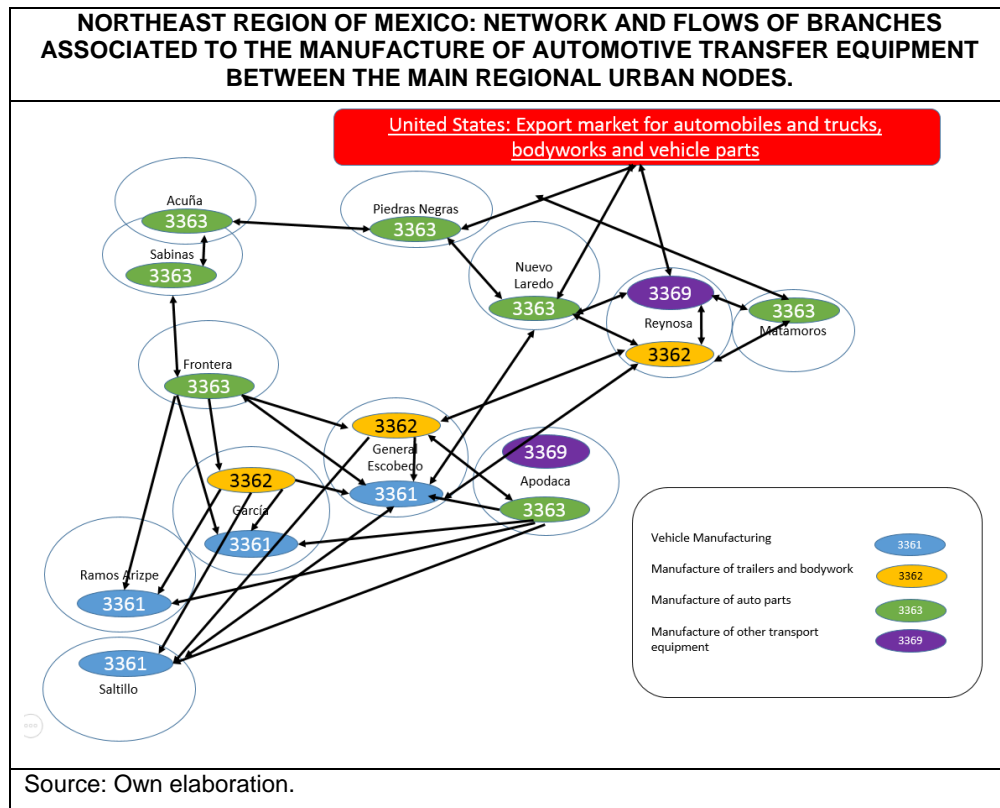 NORTHEAST REGION OF MEXICO: NETWORK AND FLOWS OF BRANCHES
ASSOCIATED TO THE MANUFACTURE OF AUTOMOTIVE TRANSFER EQUIPMENT
BETWEEN THE MAIN REGIONAL URBAN NODES.
United States: Export market for automobiles and trucks,
bodyworks and vehicle parts
Acuña
3363
Sabinas
3363
Piedras Negras
3363
Nuevo
Laredo
3363
3369
Reynosa
3362
3363
Matamoros
Frontera
3363
3362
General
Escobedo
3361
3369
Apodaca
3363
3362
García
3361
Ramos Arizpe
3361
3361
Saltillo
Vehicle Manufacturing
3361
Manufacture of trailers and bodywork
3362
Manufacture of auto parts
3363
Manufacture of other transport
equipment
3369
Source: Own elaboration.